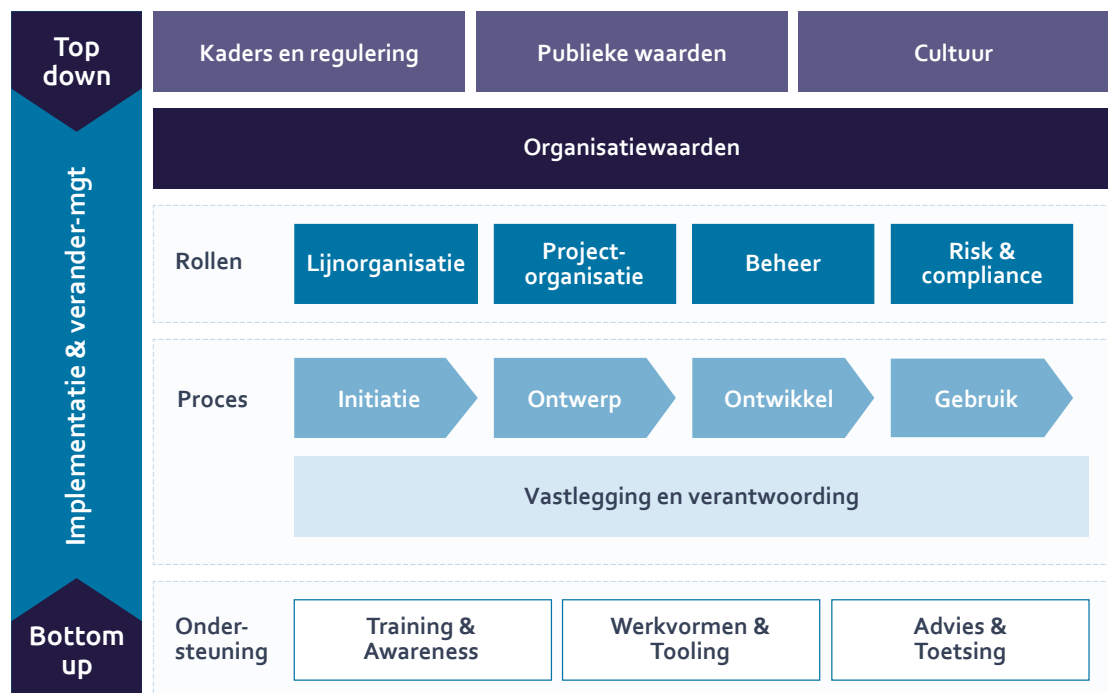 Top
down
Kaders en regulering
Publieke waarden
Cultuur
Organisatiewaarden
Implementatie & verander-mgt
Rollen
Lijnorganisatie
Project-
organisatie
Beheer
Risk &
compliance
Proces
Initiatie
Ontwerp
Ontwikkel
Gebruik
Vastlegging en verantwoording
Bottom
up
Onder-
steuning
Training &
Awareness
Werkvormen &
Tooling
Advies &
Toetsing